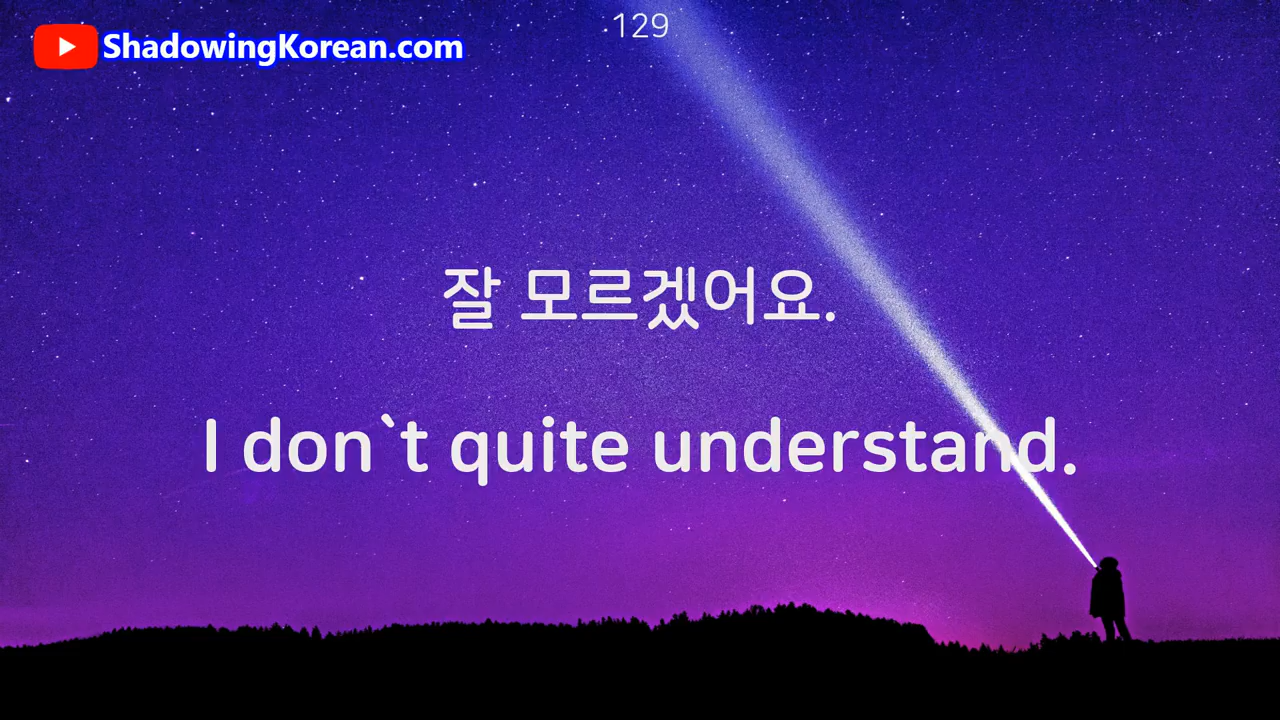 129
ShadowingKorean.com
잘 모르겠어요.
I don`t quite understand.